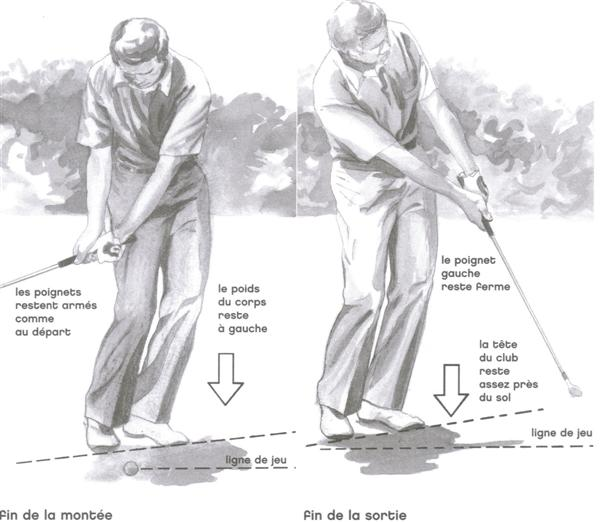 les poignets
restent armés
comme
au départ
le poids
du corps
reste
à gauche
ligne de jeu
fin de la montée
le poignet
gauche
reste ferme
la tête
du club
reste
assez près
du sol
ligne de jeu
fin de la sortie